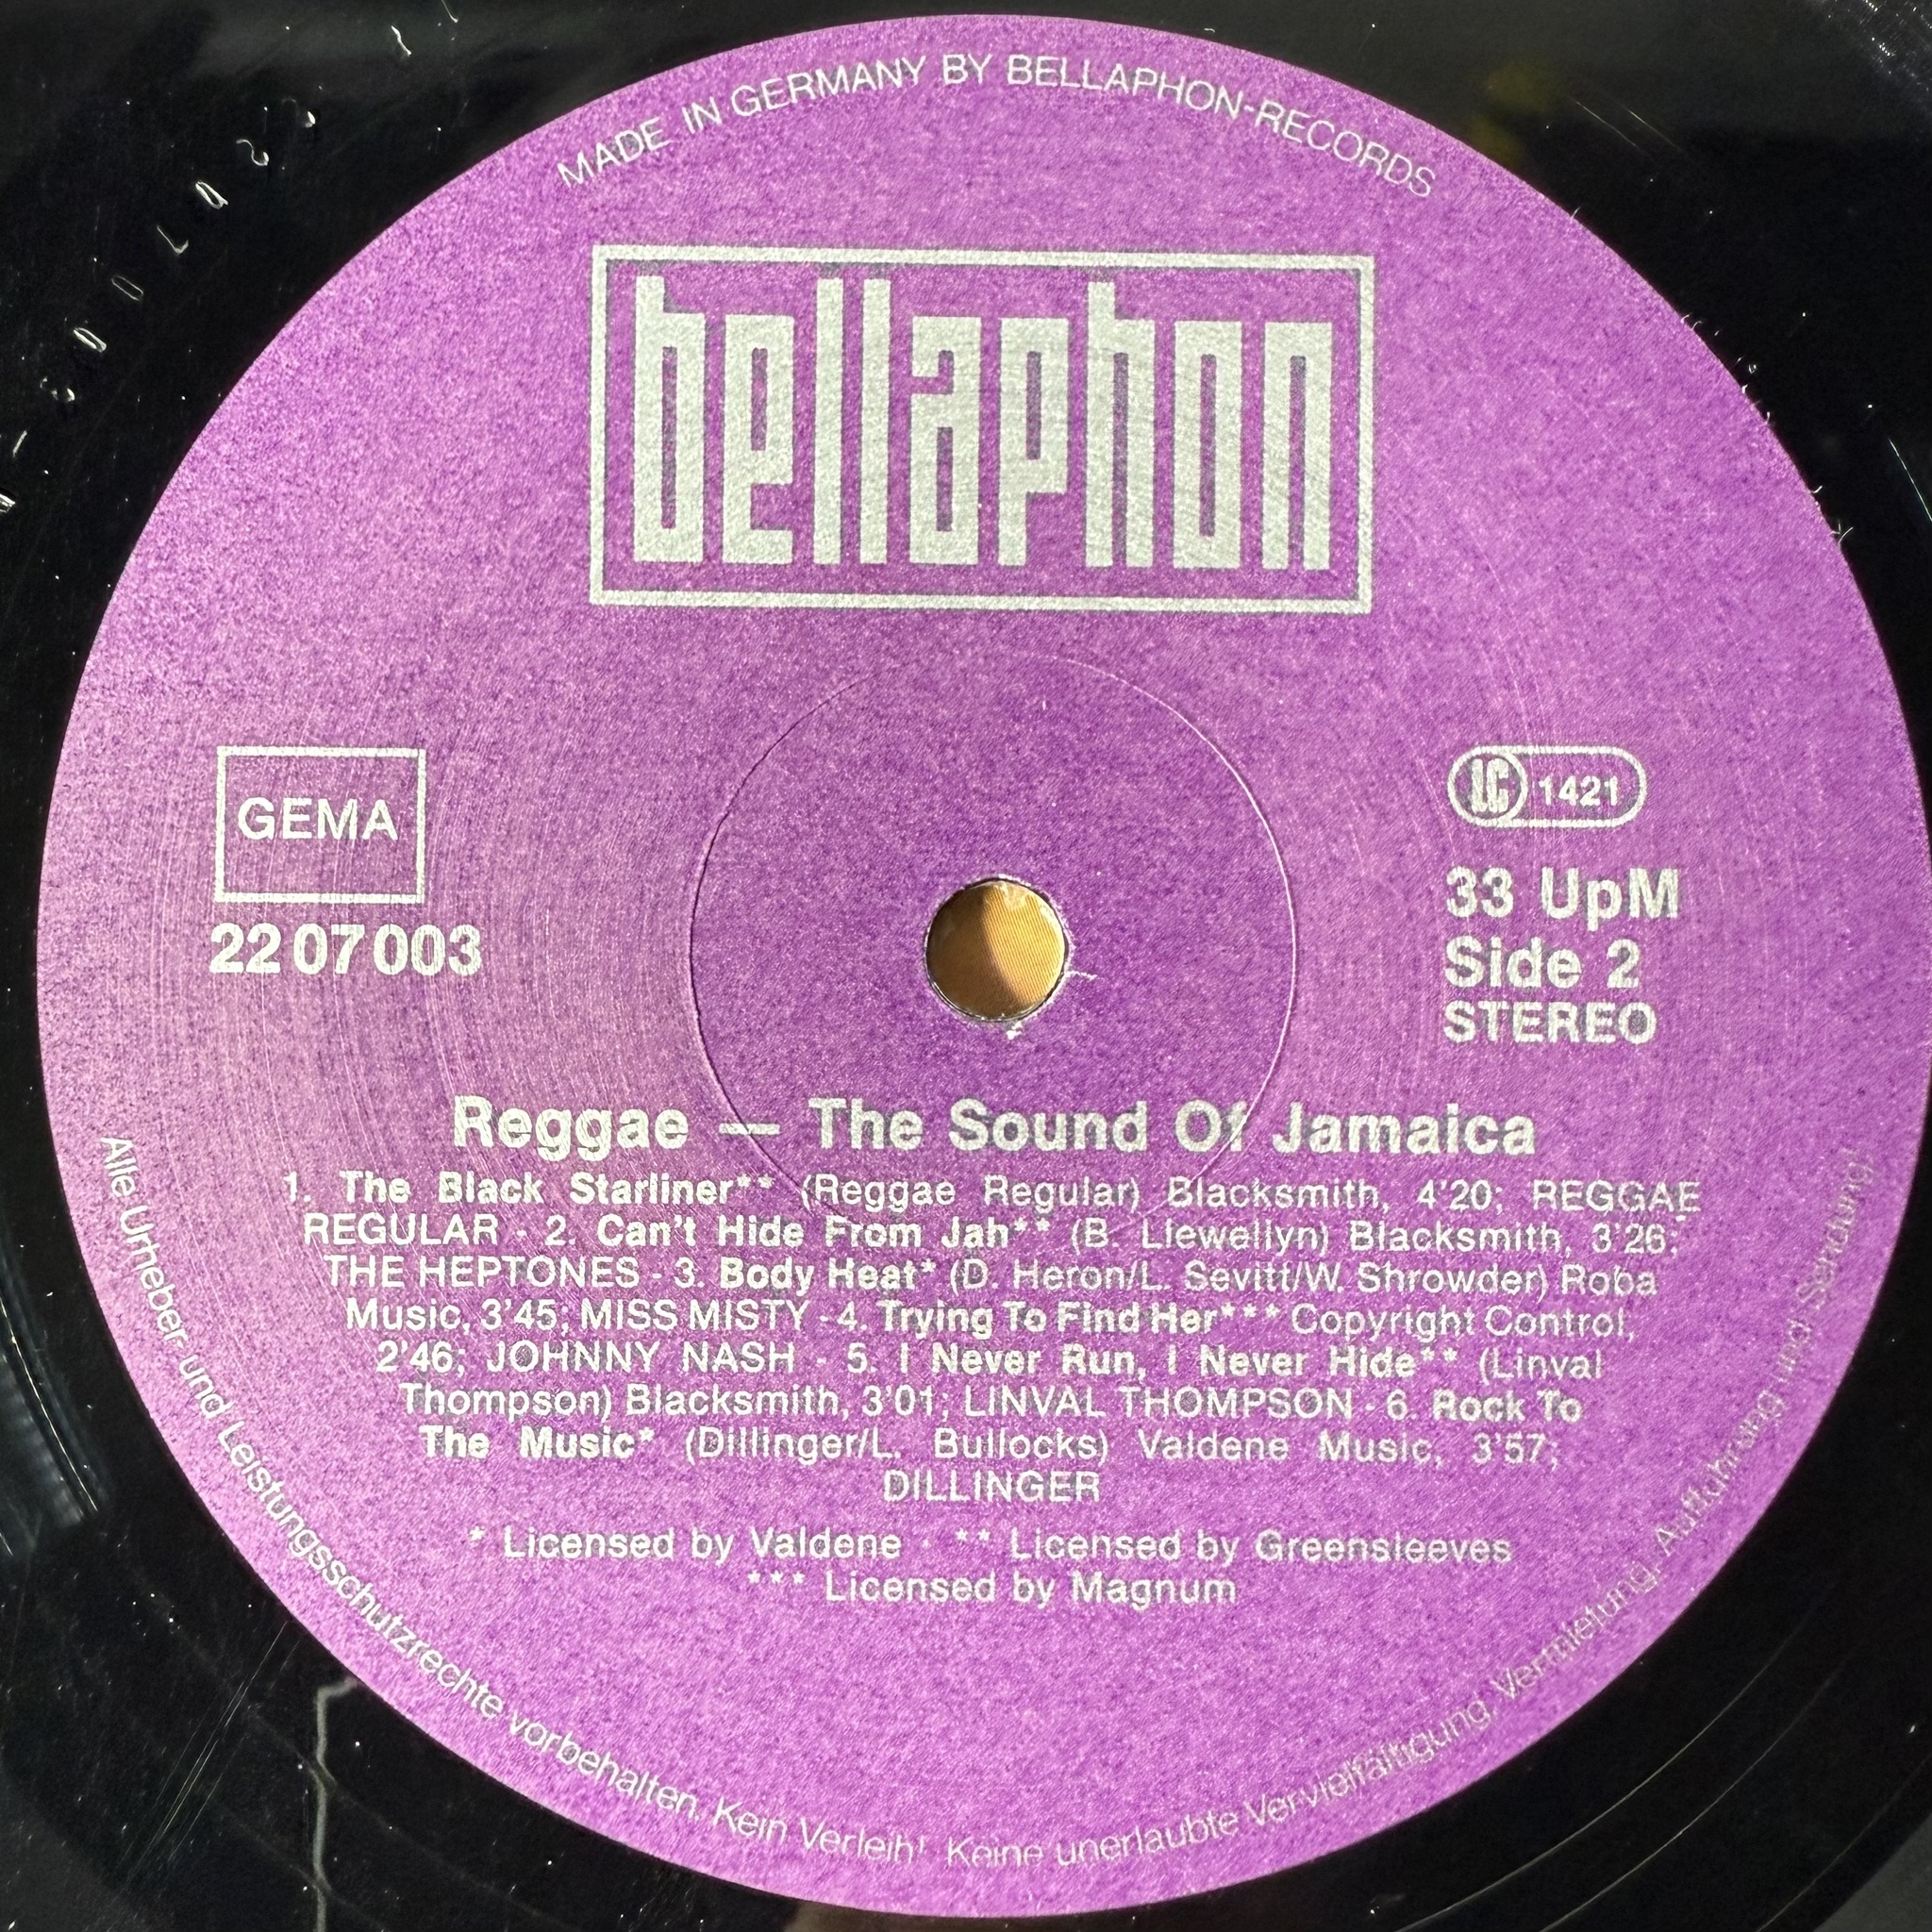 MADE IN GERMANY BY BELLAPHON-RECORDS
bellaphon
GEMA
22 07 003
LC 1421
33 UpM
Side 2
STEREO
Reggae — The Sound Of Jamaica
1. The Black Starliner** (Reggae Regular) Blacksmith, 4'20; REGGAE
REGULAR - 2. Can't Hide From Jah** (B. Llewellyn) Blacksmith, 3'26;
THE HEPTONES - 3. Body Heat* (D. Heron/L. Sevitt/W. Shrowder) Roba
Music, 3'45; MISS MISTY - 4. Trying To Find Her*** Copyright Control,
2'46; JOHNNY NASH - 5. I Never Run, I Never Hide** (Linval
Thompson) Blacksmith, 3'01; LINVAL THOMPSON - 6. Rock To
The Music* (Dillinger/L. Bullocks) Valdene Music, 3'57;
DILLINGER
* Licensed by Valdene · ** Licensed by Greensleeves
*** Licensed by Magnum
Alle Urheber- und Leistungsschutzrechte vorbehalten. Kein Verleih! Keine unerlaubte Vervielfältigung, Vermietung, Aufführung und Sendung!